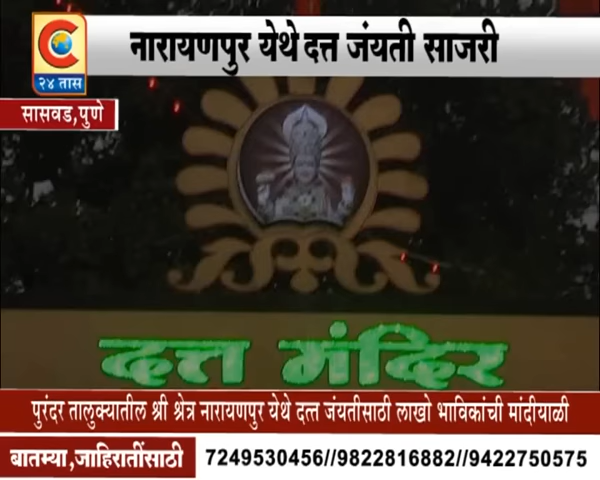 C
नारायणपुर येथे दत्त जंयती साजरी
२४ तास
सासवड,पुणे
दत्त मंदिर
पुरंदर तालुक्यातील श्री श्रेत्र नारायणपुर येथे दत्त जंयतीसाठी लाखो भाविकांची मांदीयाळी
बातम्या,जाहिरातींसाठी
7249530456//9822816882//9422750575